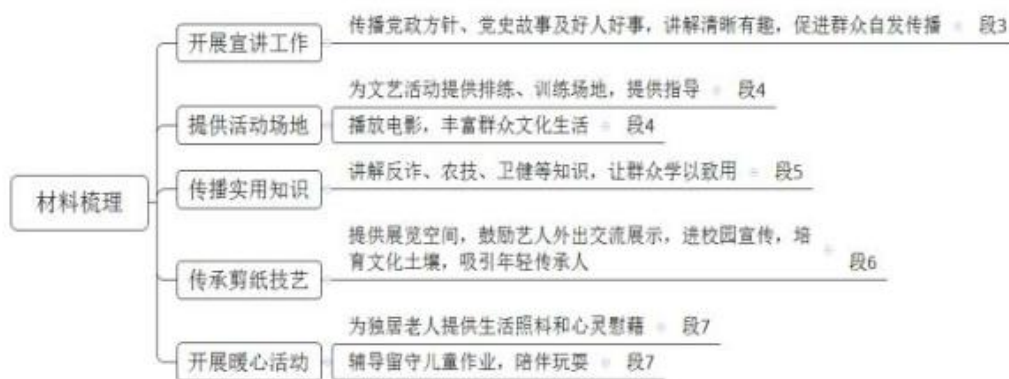 材料梳理
开展宣讲工作
传播党政方针、党史故事及好人好事，讲解清晰有趣，促进群众自发传播 段3
提供活动场地
为文艺活动提供排练、训练场地，提供指导 段4
播放电影，丰富群众文化生活 段4
传播实用知识
讲解反诈、农技、卫健等知识，让群众学以致用 段5
传承剪纸技艺
提供展览空间，鼓励艺人外出交流展示，进校园宣传，培
育文化土壤，吸引年轻传承人 段6
开展暖心活动
为独居老人提供生活照料和心灵慰藉 段7
辅导留守儿童作业，陪伴玩耍 段7